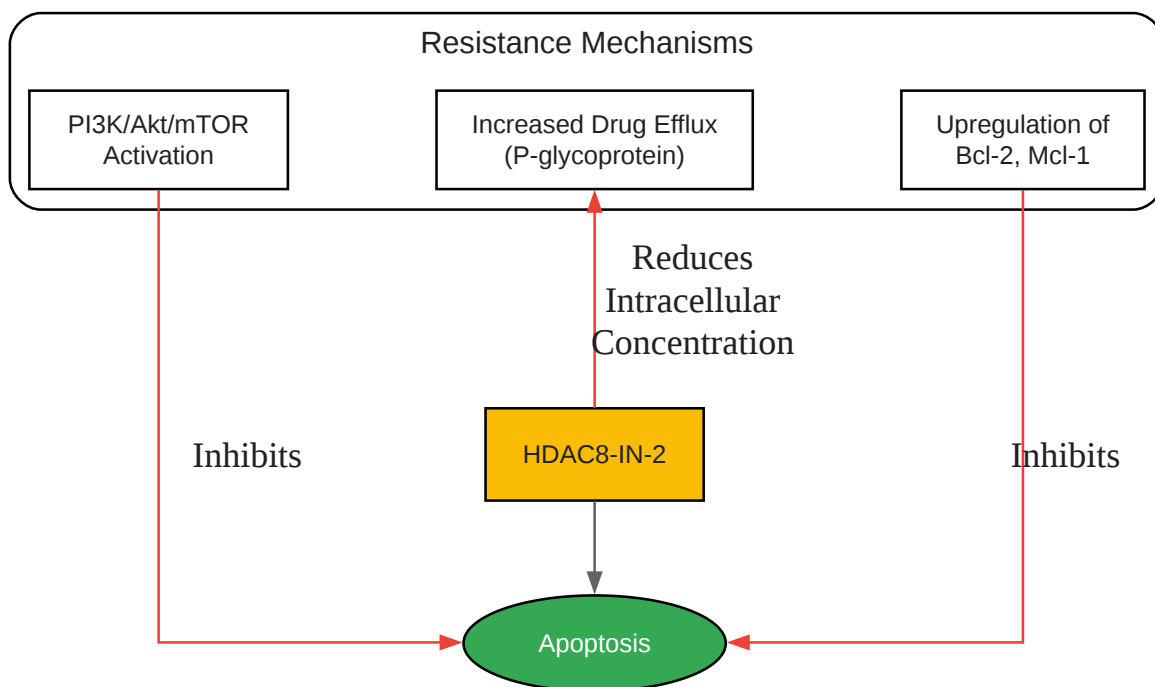 Resistance Mechanisms
PI3K/Akt/mTOR
Activation
Increased Drug Efflux
(P-glycoprotein)
Upregulation of
Bcl-2, Mcl-1
Reduces
Intracellular
Concentration
Inhibits
HDAC8-IN-2
Inhibits
Apoptosis